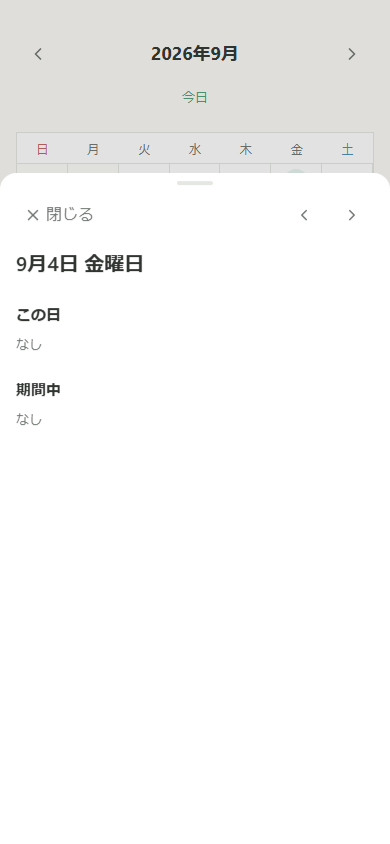 2026年9月
今日
日 月 火 水 木 金 土
閉じる
9月4日 金曜日
この日
なし
期間中
なし